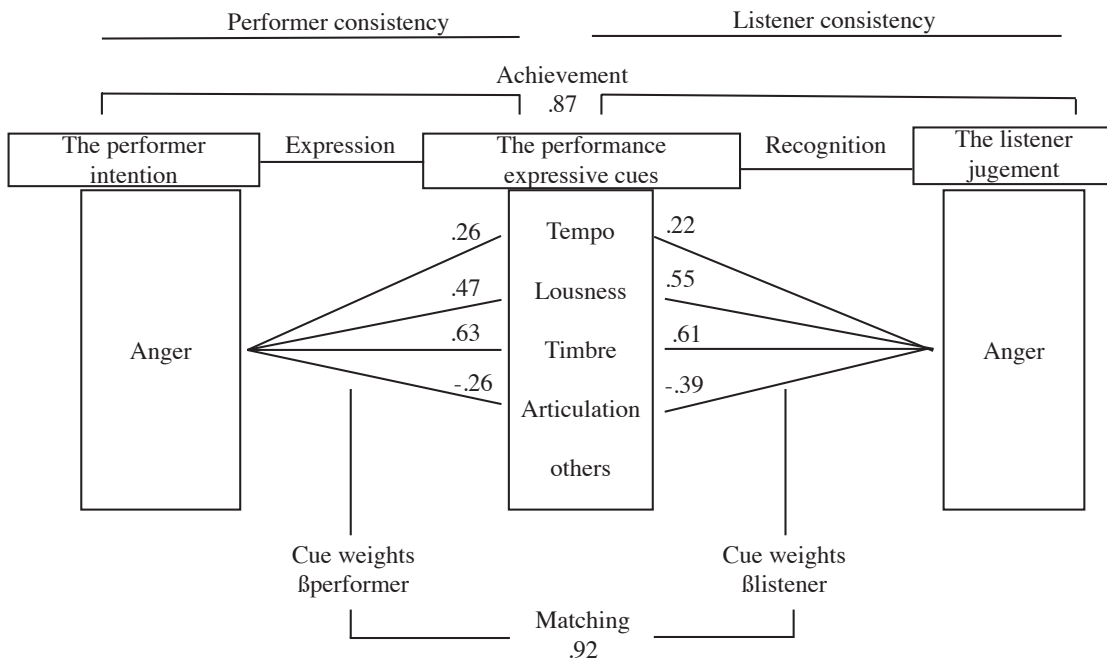 Performer consistency
Listener consistency
Achievement
.87
The performer
intention
Expression
The performance
expressive cues
Recognition
The listener
jugement
.26
Tempo
.22
.47
Lousness
.55
Anger
.63
Timbre
.61
Anger
-.26
Articulation
-.39
others
Cue weights
ßperformer
Cue weights
ßlistener
Matching
.92